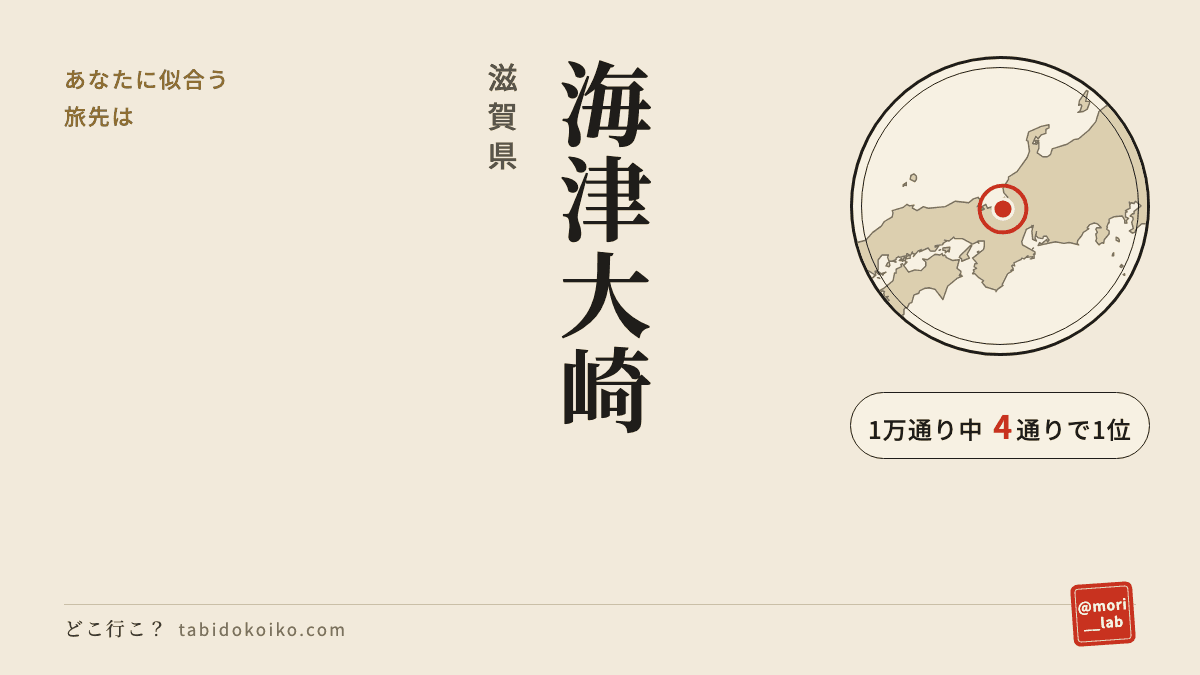 あなたに似合う
旅先は
海津大崎
滋賀県
1万通り中 4通りで1位
どこ行こ? tabidokoiko.com
@mori
__lab